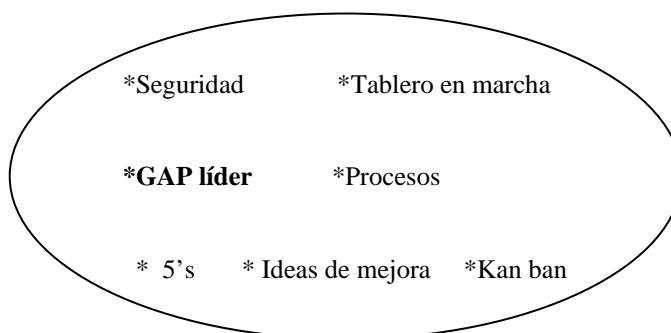 *Seguridad *Tablero en marcha
*GAP líder *Procesos
* 5’s * Ideas de mejora *Kan ban